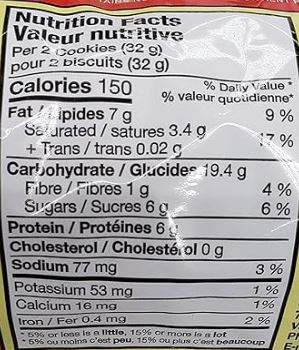 Nutrition Facts
Valeur nutritive
Per 2 cookies (32 g)
pour 2 biscuits (32 g)
Calories 150
% Daily Value *
% valeur quotidienne*
Fat / Lipides 7 g 9 %
Saturated / saturés 3.4 g
+ Trans / trans 0.02 g 17 %
Carbohydrate / Glucides 19.4 g
Fibre / Fibres 1 g 4 %
Sugars / Sucres 6 g 6 %
Protein / Protéines 6 g
Cholesterol / Cholestérol 0 g
Sodium 77 mg 3 %
Potassium 53 mg 1 %
Calcium 16 mg 1%
Iron / Fer 0.4 mg 2 %
* 5% or less is a little, 15% or more is a lot
* 5% ou moins c'est peu, 15% ou plus c'est beaucoup